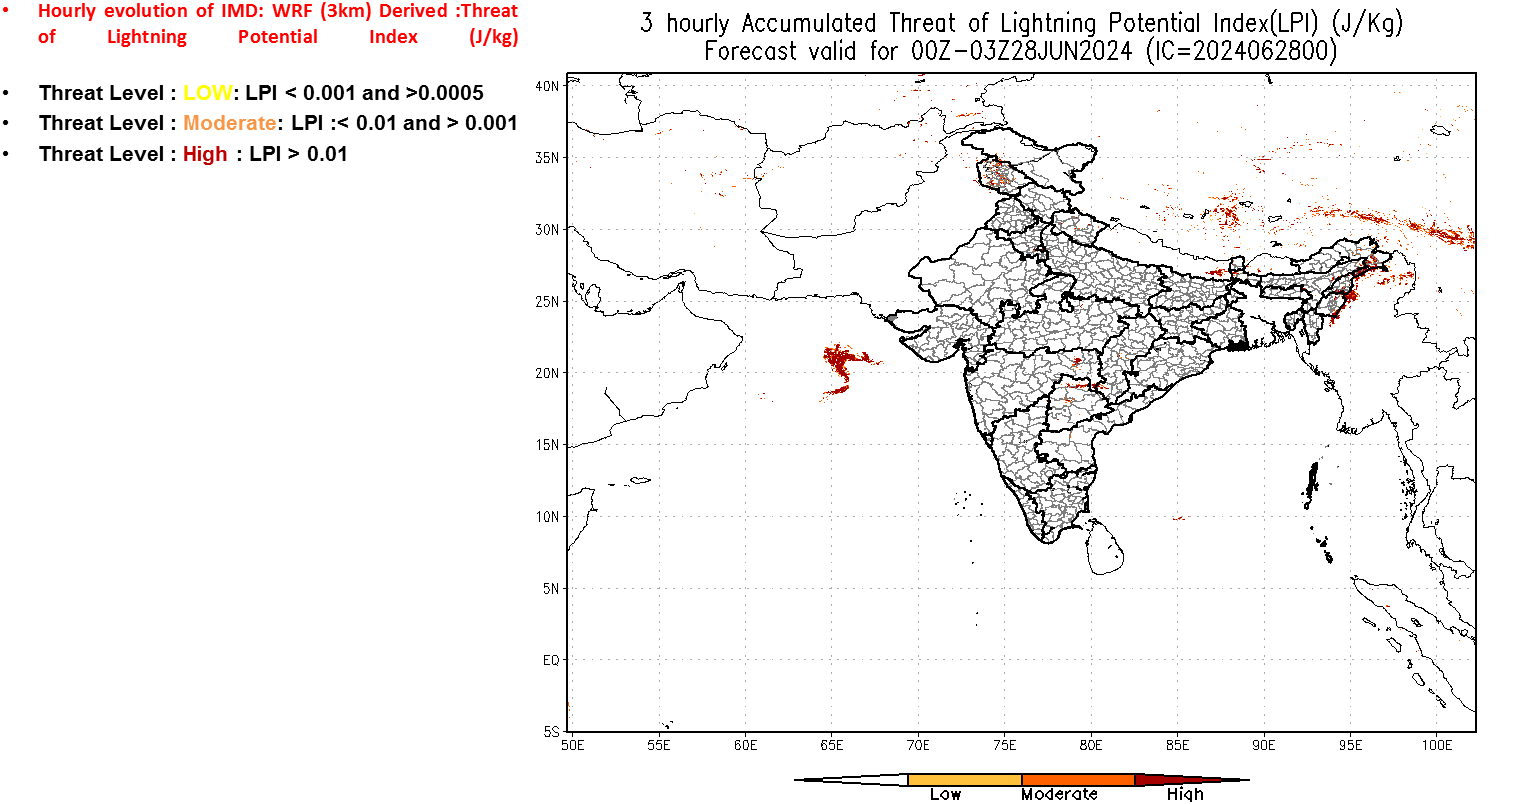 • Hourly evolution of IMD: WRF (3km) Derived :Threat
of Lightning Potential Index (J/kg)
• Threat Level : LOW: LPI < 0.001 and >0.0005
• Threat Level : Moderate: LPI :< 0.01 and > 0.001
• Threat Level : High : LPI > 0.01
3 hourly Accumulated Threat of Lightning Potential Index(LPI) (J/Kg)
Forecast valid for 00Z-03Z28JUN2024 (IC=2024062800)
40N
35N
30N
25N
20N
15N
10N
5N
EQ
5S
50E 55E 60E 65E 70E 75E 80E 85E 90E 95E 100E
Low Moderate High